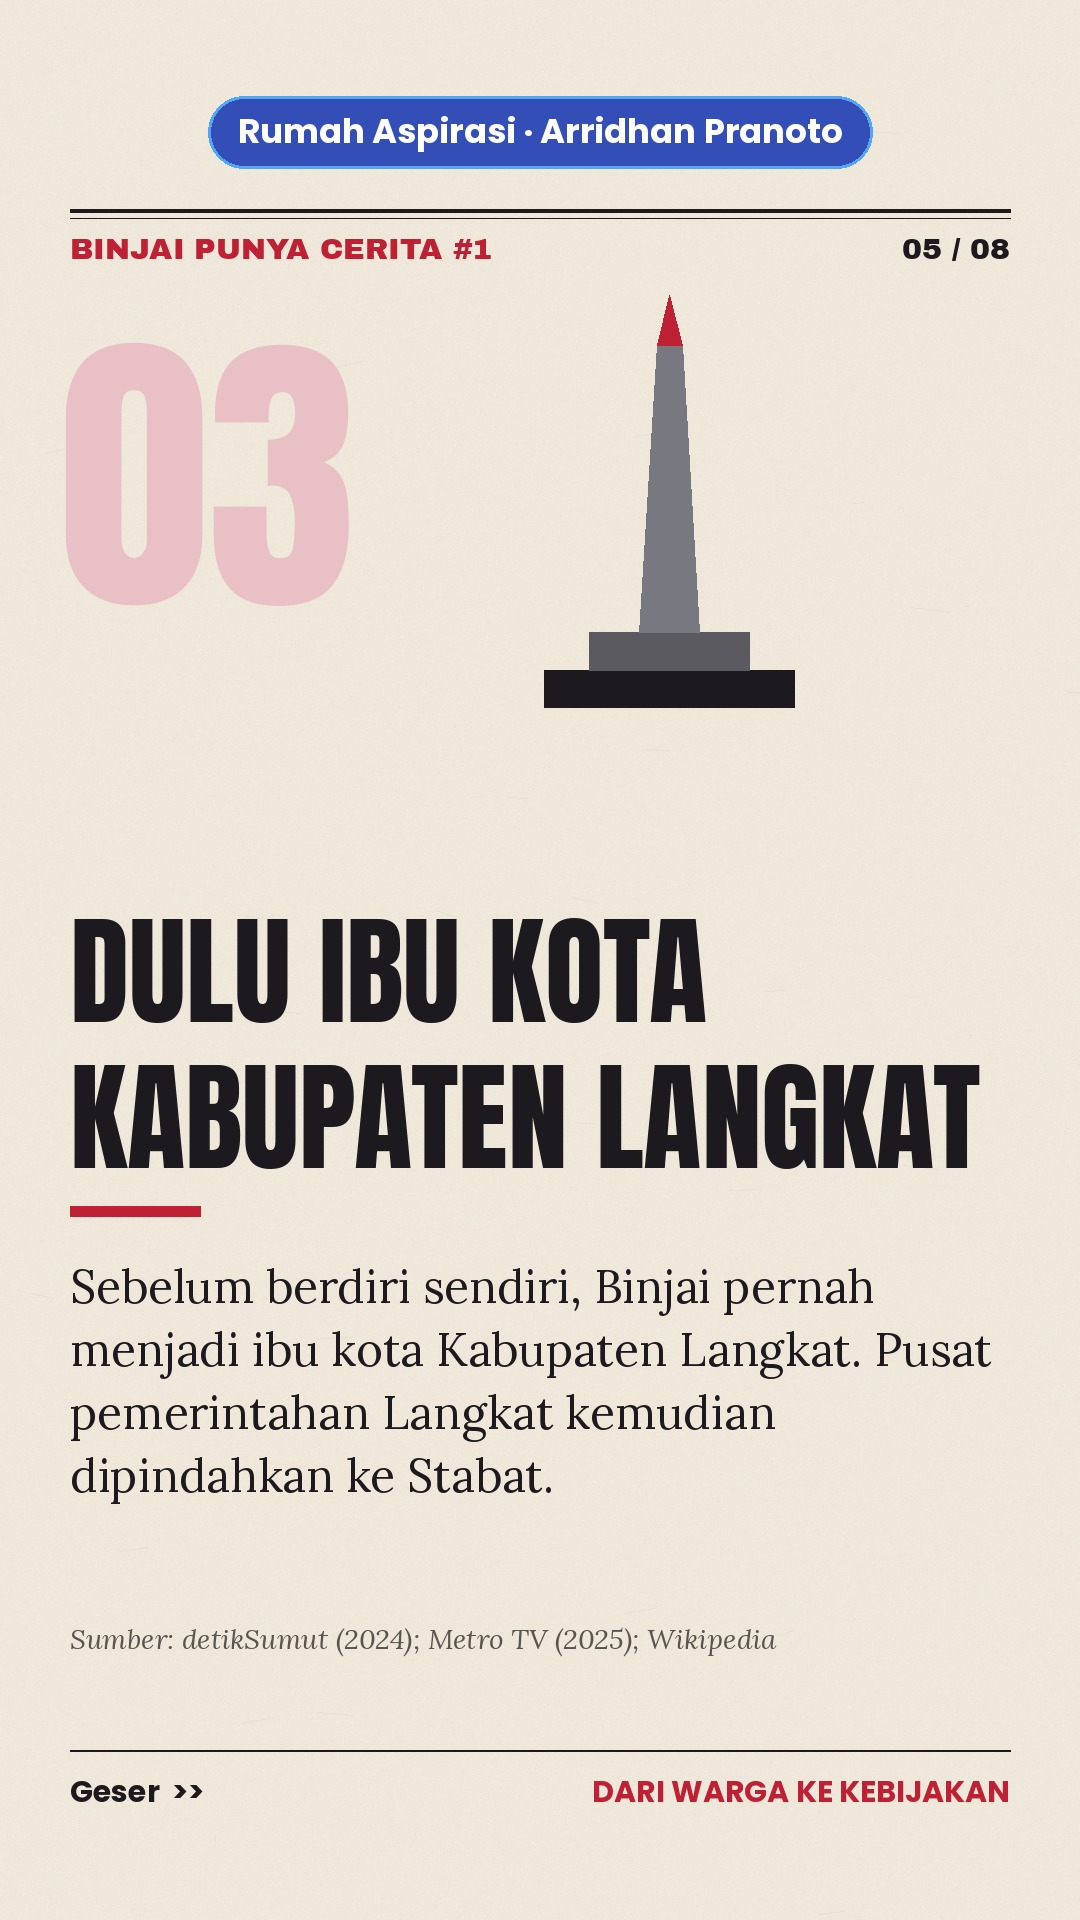 Rumah Aspirasi · Arridhan Pranoto
BINJAI PUNYA CERITA #1
05 / 08
03
DULU IBU KOTA
KABUPATEN LANGKAT
Sebelum berdiri sendiri, Binjai pernah
menjadi ibu kota Kabupaten Langkat. Pusat
pemerintahan Langkat kemudian
dipindahkan ke Stabat.
Sumber: detikSumut (2024); Metro TV (2025); Wikipedia
Geser >>
DARI WARGA KE KEBIJAKAN